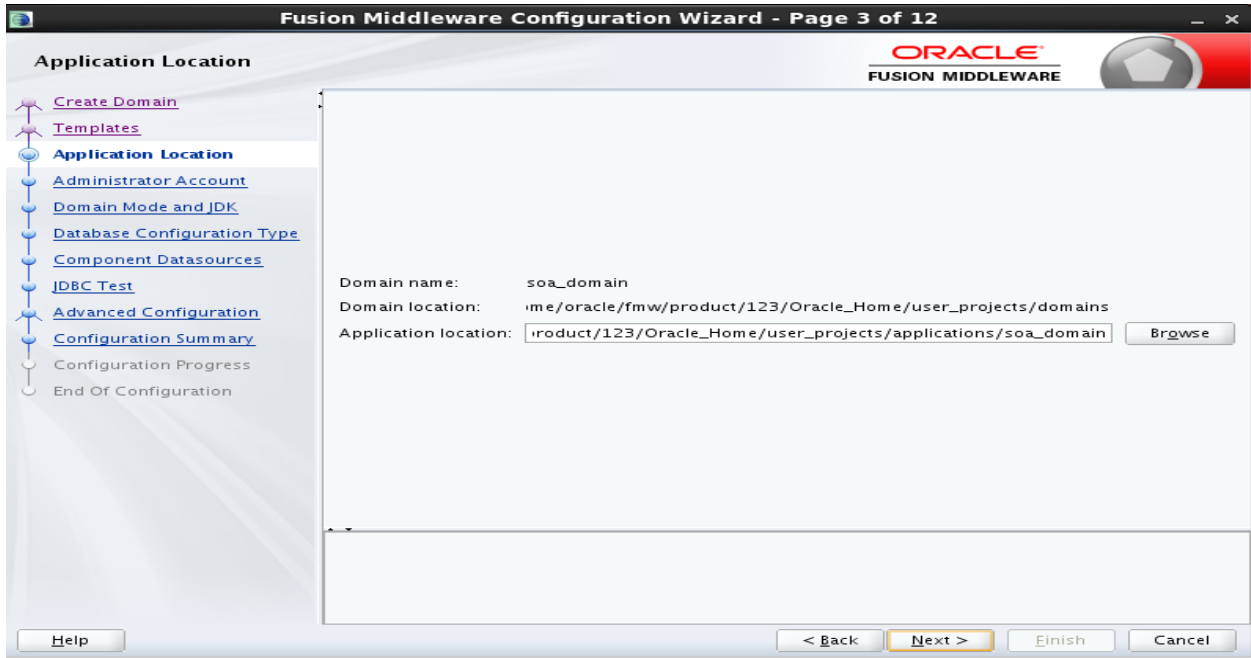 Fusion Middleware Configuration Wizard - Page 3 of 12
Application Location
ORACLE
FUSION MIDDLEWARE
Create Domain
Templates
Application Location
Administrator Account
Domain Mode and JDK
Database Configuration Type
Component Datasources
JDBC Test
Advanced Configuration
Configuration Summary
Configuration Progress
End Of Configuration
Domain name: soa_domain
Domain location: me/oracle/fmw/product/123/Oracle_Home/user_projects/domains
Application location: roduct/123/Oracle_Home/user_projects/applications/soa_domain Browse
Help < Back Next > Finish Cancel